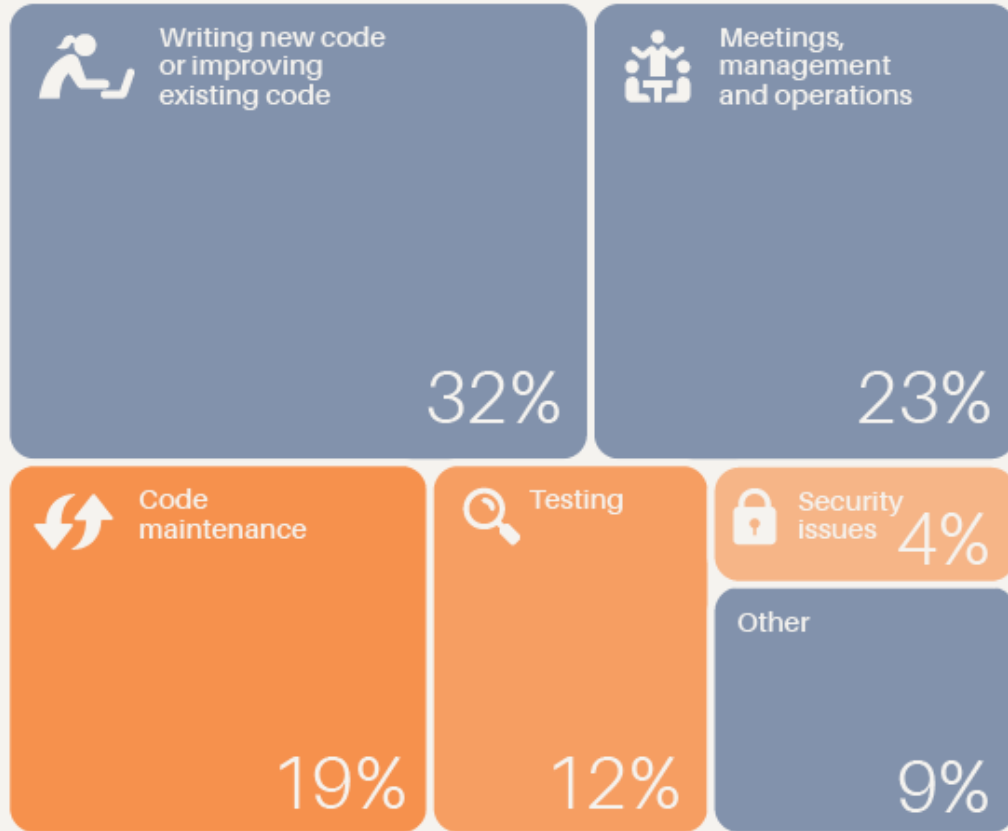 Writing new code
or improving
existing code
32%
Meetings,
management
and operations
23%
Code
maintenance
19%
Testing
12%
Security
issues
4%
Other
9%